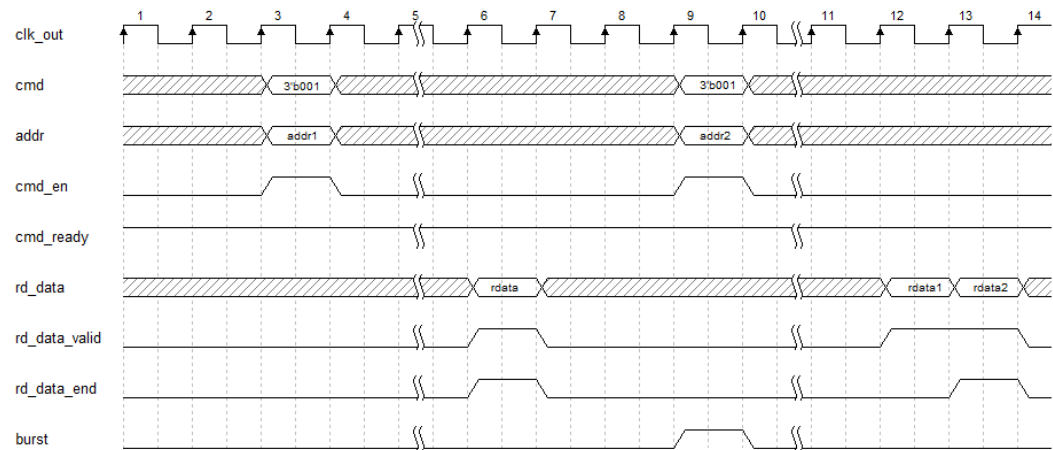 1 2 3 4 5 6 7 8 9 10 11 12 13 14
clk_out
cmd 3'b001 3'b001
addr addr1 addr2
cmd_en
cmd_ready
rd_data rdata rdata1 rdata2
rd_data_valid
rd_data_end
burst